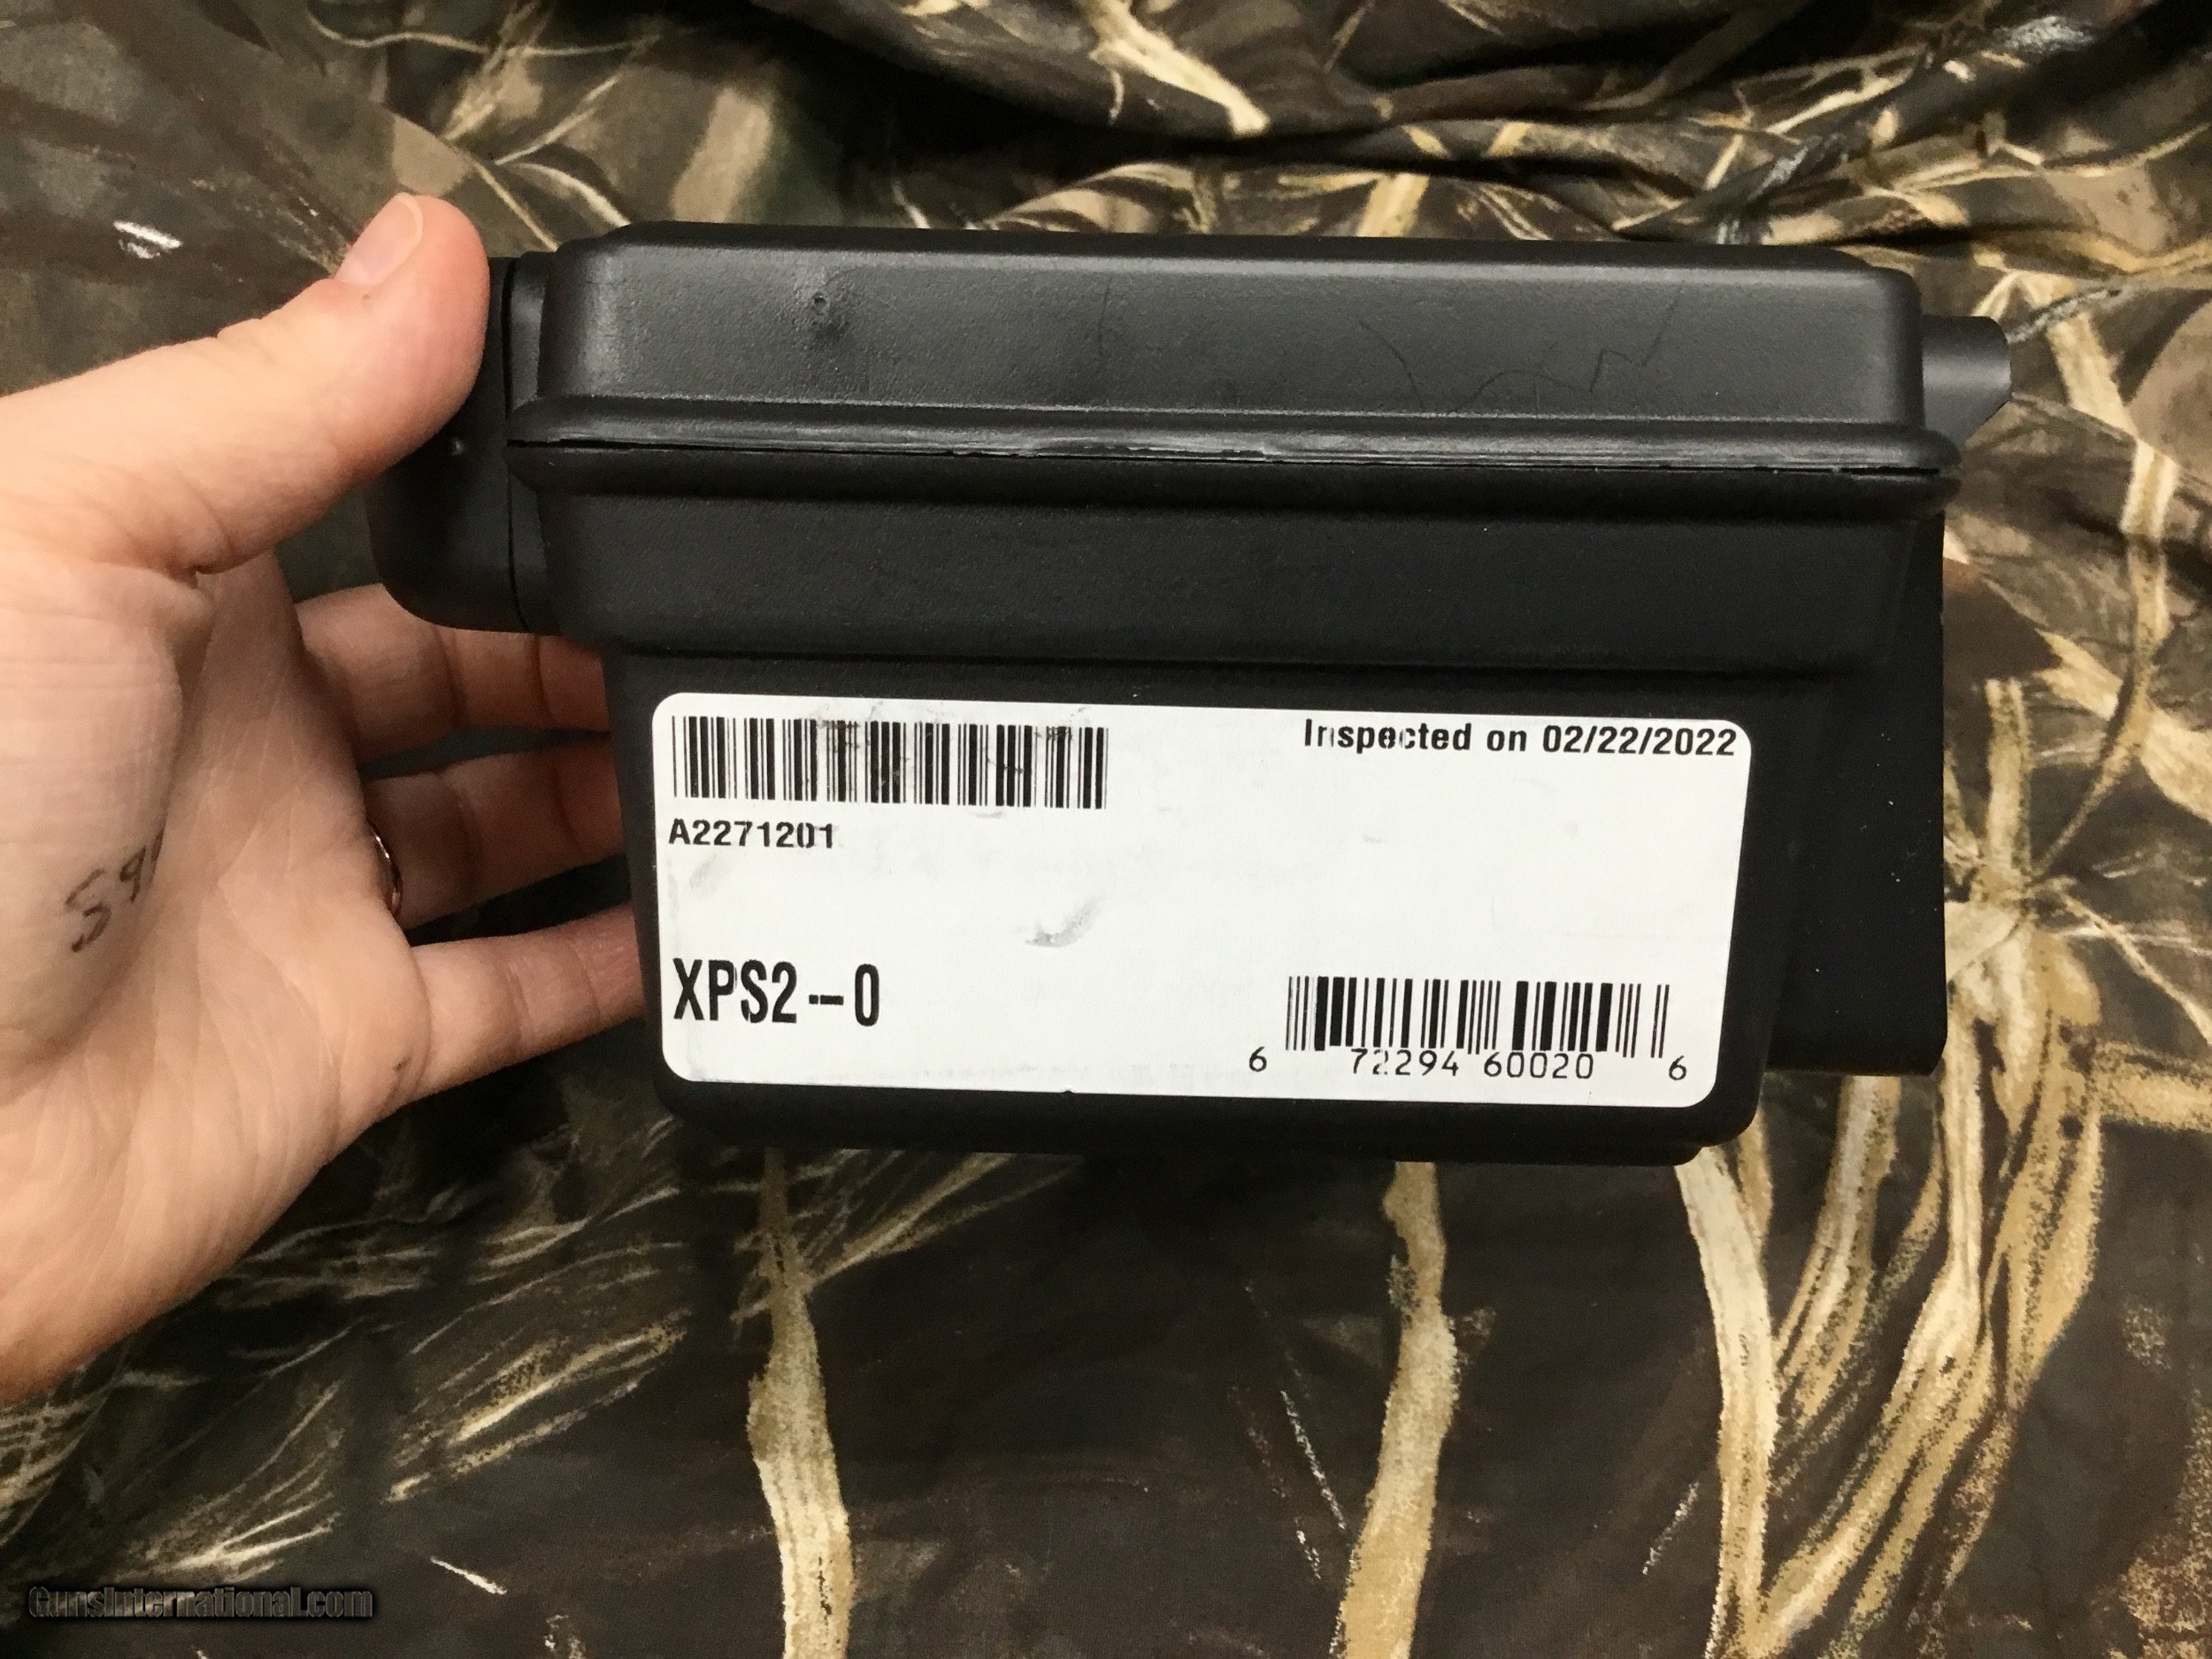 Inspected on 02/22/2022
A2271201
XPS2--0
6 72294 60020 6
GunsInternational.com